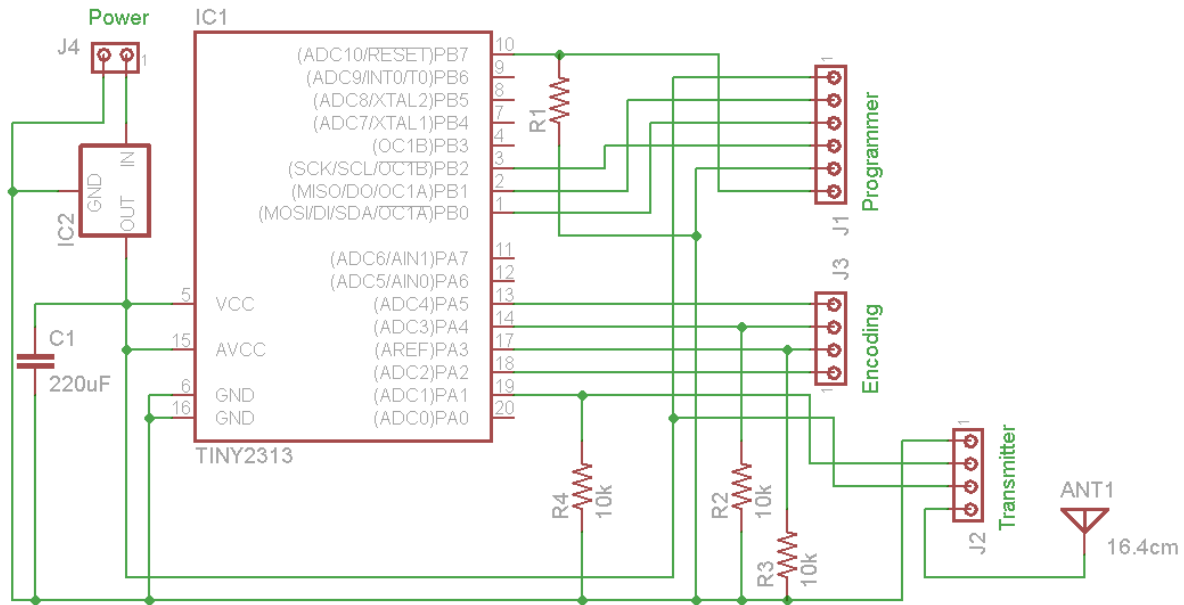 Power
J4
1
IC1
IN
GND
OUT
IC2
C1
220uF
5 VCC
15 AVCC
6 GND
16 GND
(ADC10/RESET)PB7 10
(ADC9/INT0/T0)PB6 9
(ADC8/XTAL2)PB5 8
(ADC7/XTAL1)PB4 7
(OC1B)PB3 4
(SCK/SCL/OC1B)PB2 3
(MISO/DO/OC1A)PB1 2
(MOSI/DI/SDA/OC1A)PB0 1
(ADC6/AIN1)PA7 11
(ADC5/AIN0)PA6 12
(ADC4)PA5 13
(ADC3)PA4 14
(AREF)PA3 17
(ADC2)PA2 18
(ADC1)PA1 19
(ADC0)PA0 20
TINY2313
R1
1
Programmer
J1
J3
Encoding
1
R4
10k
R2
10k
R3
10k
1
Transmitter
J2
ANT1
16.4cm